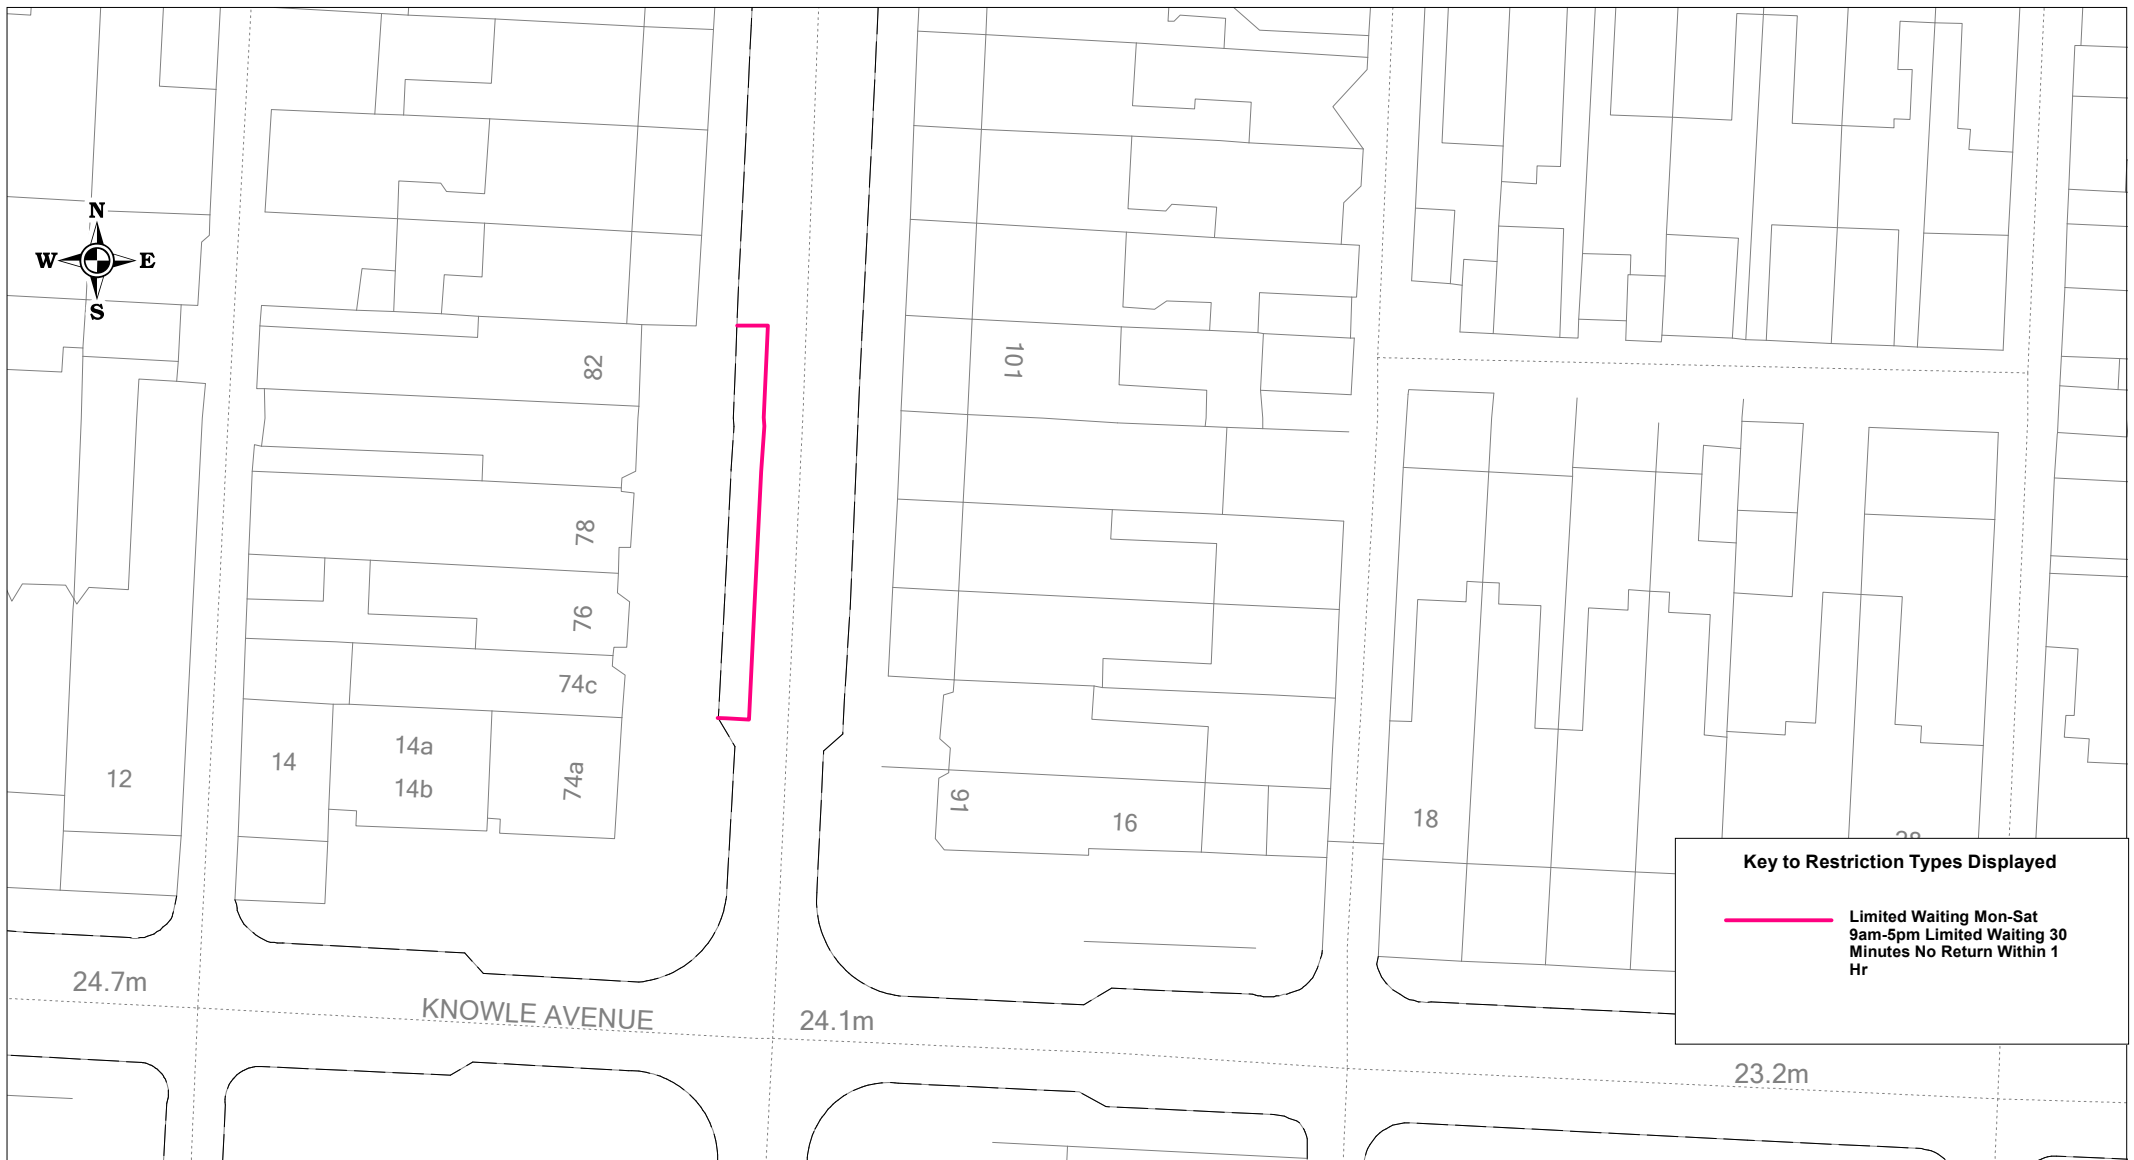 N
W E
S
82
101
78
76
74c
14a
14
14b
74a
12
91
16
18
Key to Restriction Types Displayed
Limited Waiting Mon-Sat
9am-5pm Limited Waiting 30
Minutes No Return Within 1
Hr
24.7m
KNOWLE AVENUE
24.1m
23.2m